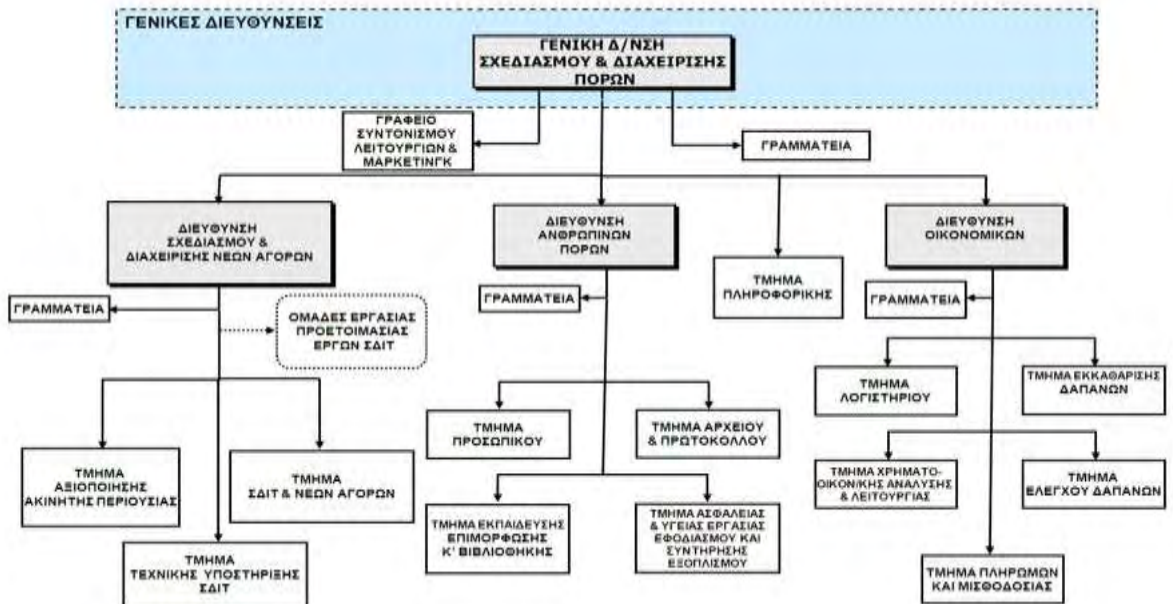 ΓΕΝΙΚΕΣ ΔΙΕΥΘΥΝΣΕΙΣ
ΓΕΝΙΚΗ Δ/ΝΣΗ
ΣΧΕΔΙΑΣΜΟΥ & ΔΙΑΧΕΙΡΙΣΗΣ
ΠΟΡΩΝ
ΓΡΑΦΕΙΟ
ΣΥΝΤΟΝΙΣΜΟΥ
ΛΕΙΤΟΥΡΓΙΩΝ &
ΜΑΡΚΕΤΙΝΓΚ
ΓΡΑΜΜΑΤΕΙΑ
ΔΙΕΥΘΥΝΣΗ
ΣΧΕΔΙΑΣΜΟΥ &
ΔΙΑΧΕΙΡΙΣΗΣ ΝΕΩΝ ΑΓΟΡΩΝ
ΔΙΕΥΘΥΝΣΗ
ΑΝΘΡΩΠΙΝΩΝ
ΠΟΡΩΝ
ΤΜΗΜΑ
ΠΛΗΡΟΦΟΡΙΚΗΣ
ΔΙΕΥΘΥΝΣΗ
ΟΙΚΟΝΟΜΙΚΩΝ
ΓΡΑΜΜΑΤΕΙΑ
ΟΜΑΔΕΣ ΕΡΓΑΣΙΑΣ
ΠΡΟΕΤΟΙΜΑΣΙΑΣ
ΕΡΓΩΝ ΣΔΙΤ
ΓΡΑΜΜΑΤΕΙΑ
ΓΡΑΜΜΑΤΕΙΑ
ΤΜΗΜΑ
ΑΞΙΟΠΟΙΗΣΗΣ
ΑΚΙΝΗΤΗΣ ΠΕΡΙΟΥΣΙΑΣ
ΤΜΗΜΑ
ΣΔΙΤ & ΝΕΩΝ ΑΓΟΡΩΝ
ΤΜΗΜΑ
ΤΕΧΝΙΚΗΣ ΥΠΟΣΤΗΡΙΞΗΣ
ΣΔΙΤ
ΤΜΗΜΑ
ΠΡΟΣΩΠΙΚΟΥ
ΤΜΗΜΑ ΑΡΧΕΙΟΥ
& ΠΡΩΤΟΚΟΛΛΟΥ
ΤΜΗΜΑ ΕΚΠΑΙΔΕΥΣΗΣ
ΕΠΙΜΟΡΦΩΣΗΣ
Κ' ΒΙΒΛΙΟΘΗΚΗΣ
ΤΜΗΜΑ ΑΣΦΑΛΕΙΑΣ
& ΥΓΕΙΑΣ ΕΡΓΑΣΙΑΣ
ΕΦΟΔΙΑΣΜΟΥ ΚΑΙ
ΣΥΝΤΗΡΗΣΗΣ
ΕΞΟΠΛΙΣΜΟΥ
ΤΜΗΜΑ
ΛΟΓΙΣΤΗΡΙΟΥ
ΤΜΗΜΑ ΕΚΚΑΘΑΡΙΣΗΣ
ΔΑΠΑΝΩΝ
ΤΜΗΜΑ ΧΡΗΜΑΤΟ-
ΟΙΚΟΝΙΚΗΣ ΑΝΑΛΥΣΗΣ
& ΛΕΙΤΟΥΡΓΙΑΣ
ΤΜΗΜΑ
ΕΛΕΓΧΟΥ ΔΑΠΑΝΩΝ
ΤΜΗΜΑ ΠΛΗΡΩΜΩΝ
ΚΑΙ ΜΙΣΘΟΔΟΣΙΑΣ